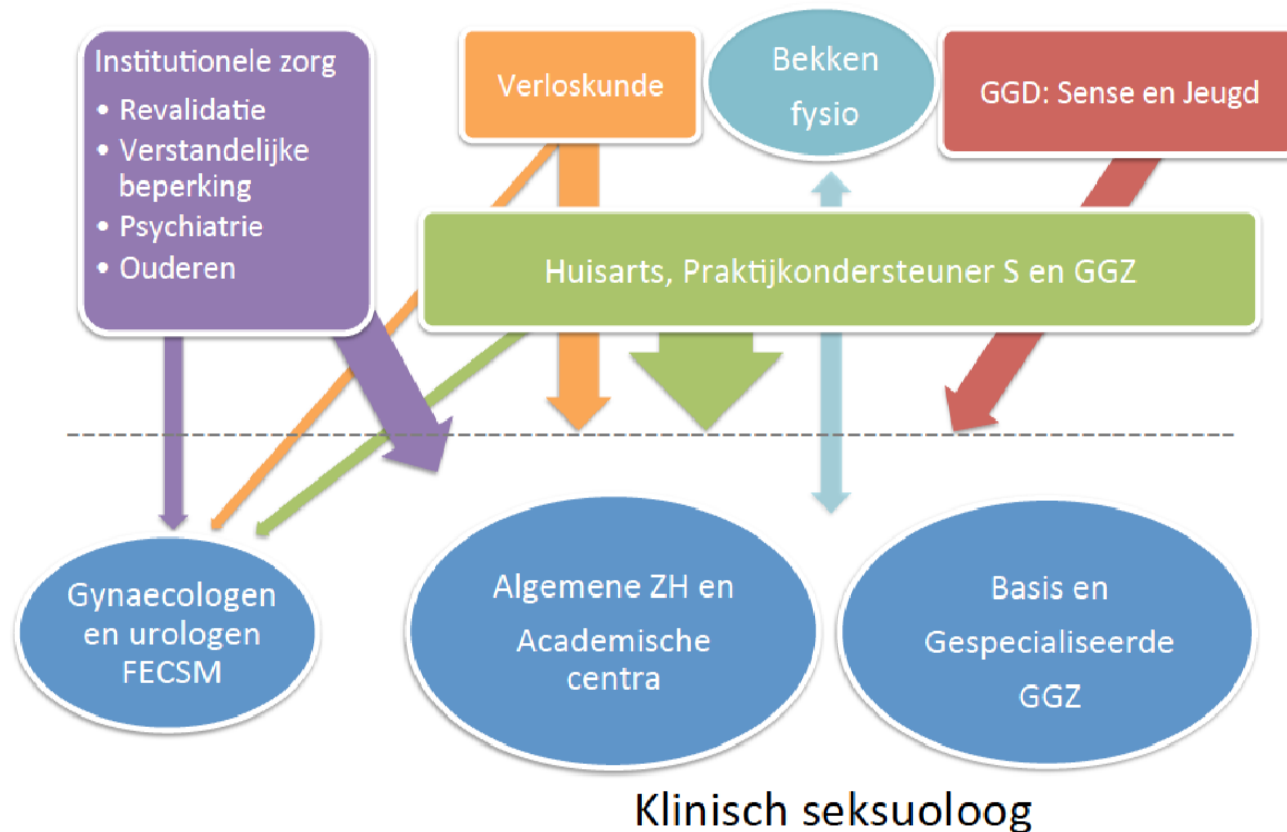 Institutionele zorg
• Revalidatie
• Verstandelijke
beperking
• Psychiatrie
• Ouderen
Verloskunde
Bekken
fysio
GGD: Sense en Jeugd
Huisarts, Praktijkondersteuner S en GGZ
Gynaecologen
en urologen
FECSM
Algemene ZH en
Academische
centra
Basis en
Gespecialiseerde
GGZ
Klinisch seksuoloog